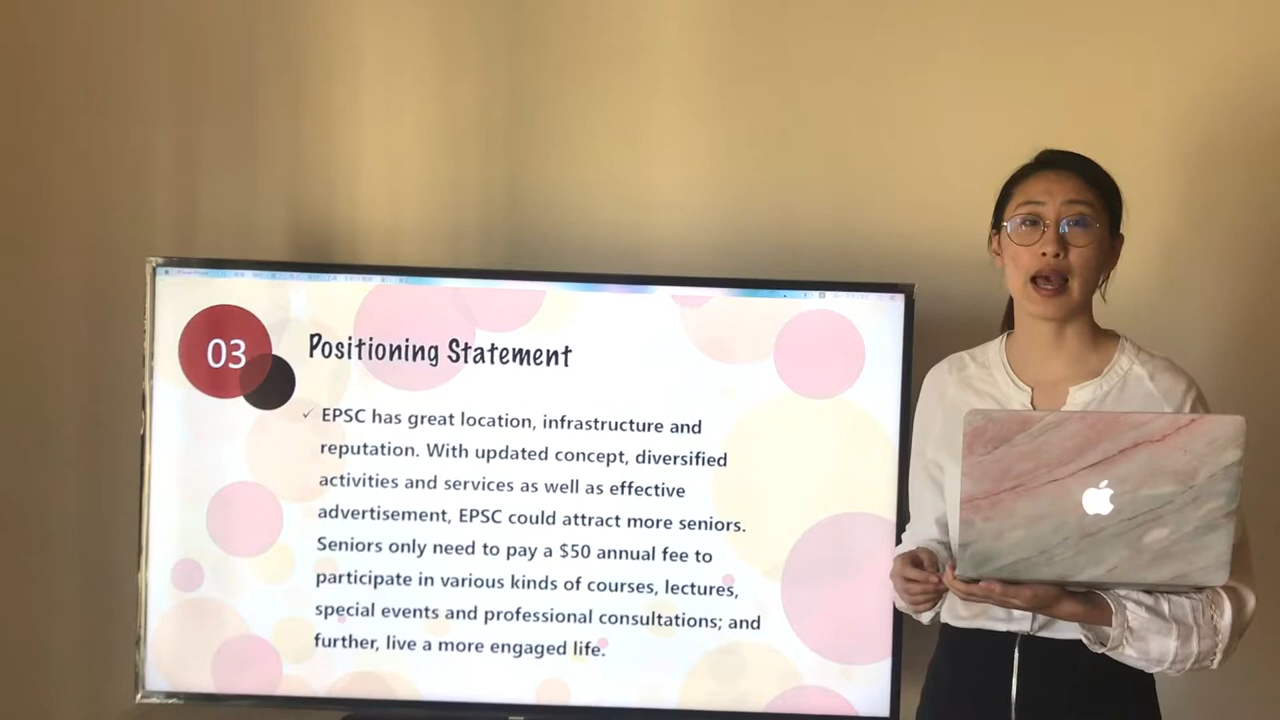 03
Positioning Statement
✓ EPSC has great location, infrastructure and
reputation. With updated concept, diversified
activities and services as well as effective
advertisement, EPSC could attract more seniors.
Seniors only need to pay a $50 annual fee to
participate in various kinds of courses, lectures,
special events and professional consultations; and
further, live a more engaged life.